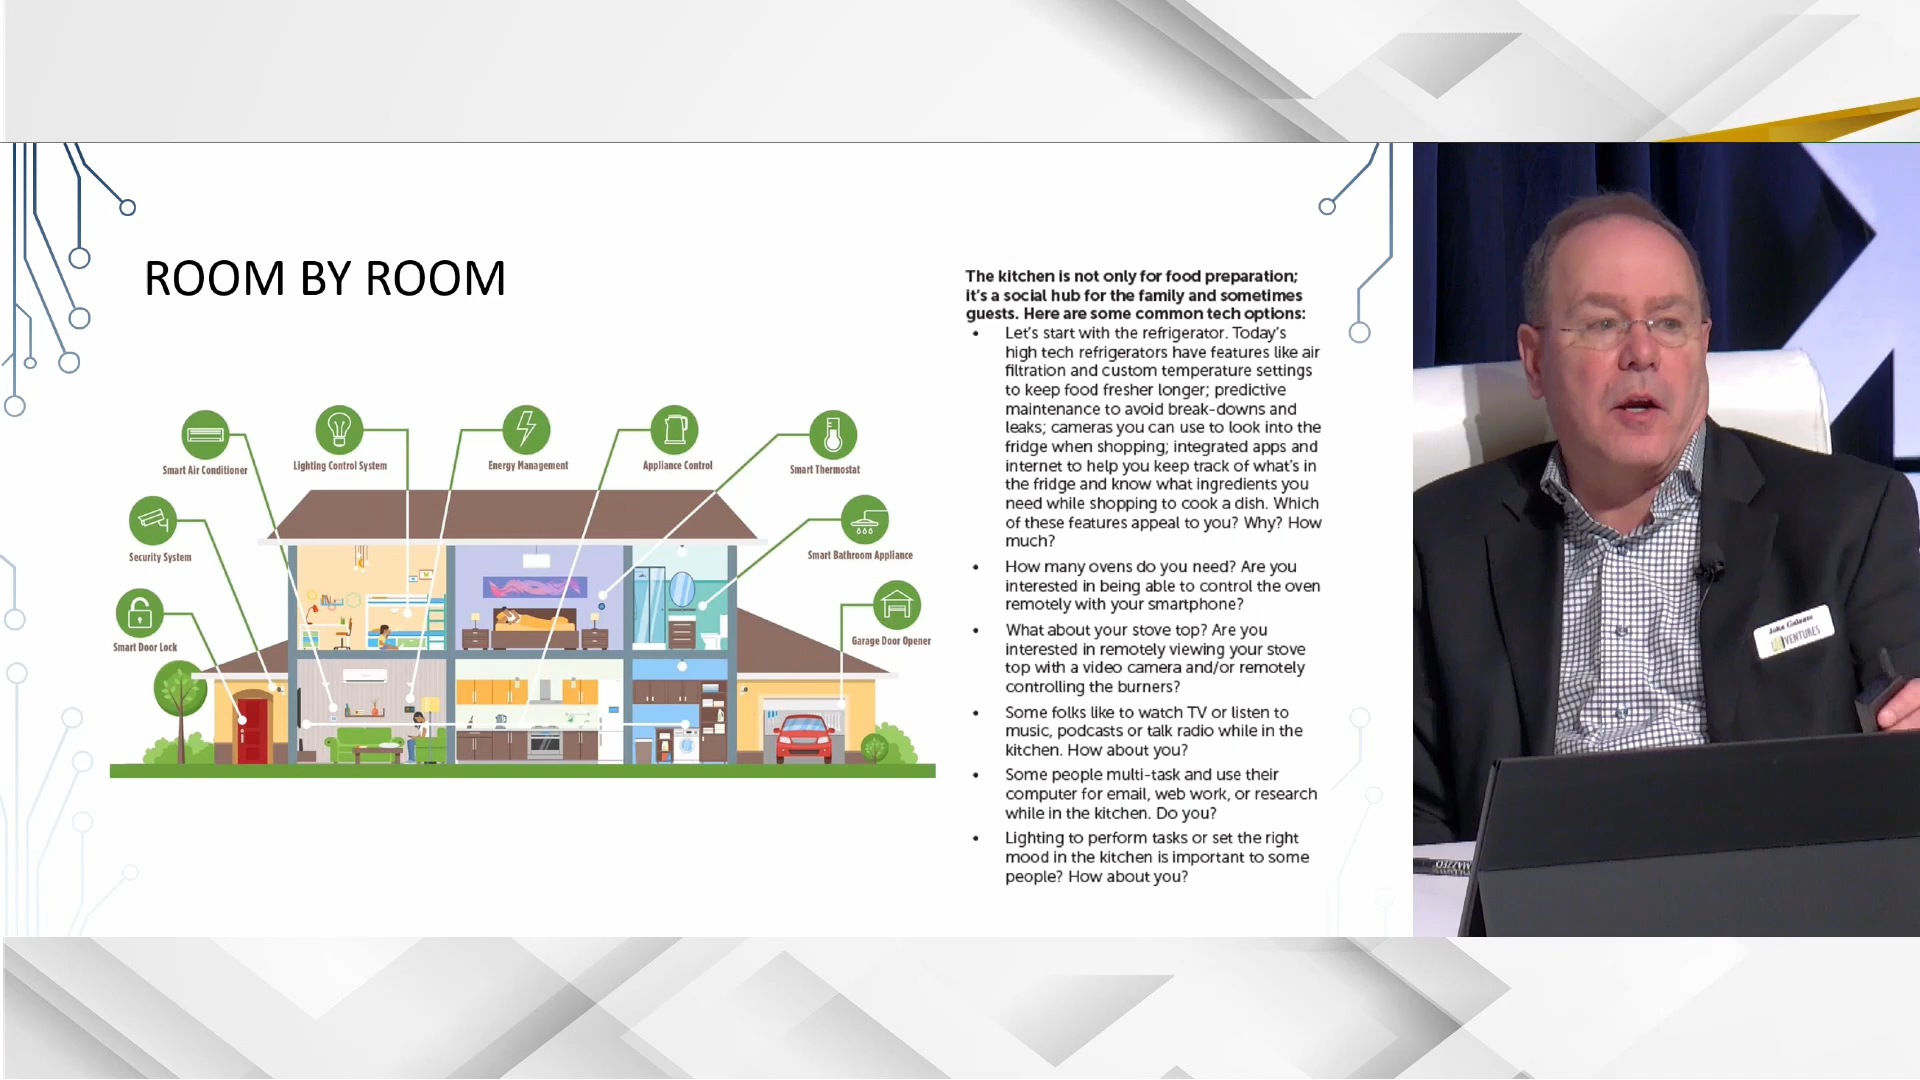 ROOM BY ROOM
The kitchen is not only for food preparation;
it's a social hub for the family and sometimes
guests. Here are some common tech options:
• Let's start with the refrigerator. Today's
high tech refrigerators have features like air
filtration and custom temperature settings
to keep food fresher longer; predictive
maintenance to avoid break-downs and
leaks; cameras you can use to look into the
fridge when shopping; integrated apps and
internet to help you keep track of what's in
the fridge and know what ingredients you
need while shopping to cook a dish. Which
of these features appeal to you? Why? How
much?
• How many ovens do you need? Are you
interested in being able to control the oven
remotely with your smartphone?
• What about your stove top? Are you
interested in remotely viewing your stove
top with a video camera and/or remotely
controlling the burners?
• Some folks like to watch TV or listen to
music, podcasts or talk radio while in the
kitchen. How about you?
• Some people multi-task and use their
computer for email, web work, or research
while in the kitchen. Do you?
• Lighting to perform tasks or set the right
mood in the kitchen is important to some
people? How about you?
Smart Air Conditioner
Lighting Control System
Energy Management
Appliance Control
Smart Thermostat
Security System
Smart Bathroom Appliance
Smart Door Lock
Garage Door Opener
John Galante
VENTURES